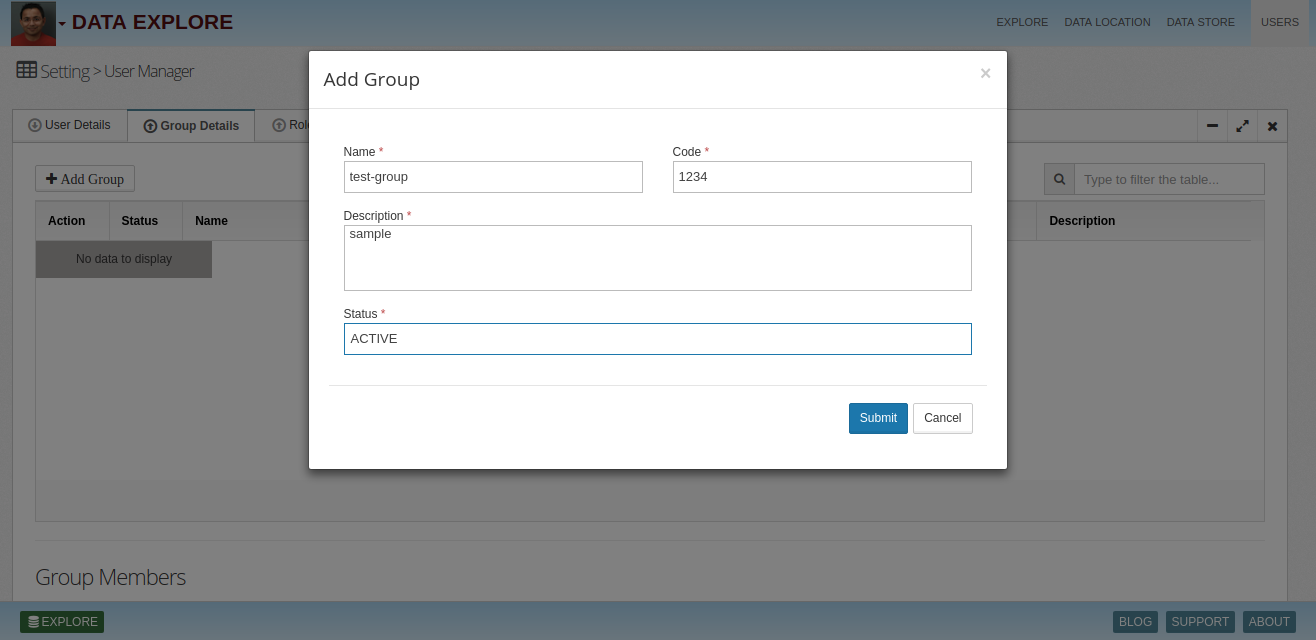 DATA EXPLORE
EXPLORE DATA LOCATION DATA STORE USERS
Setting > User Manager
Add Group ×
User Details Group Details
Name * Code *
test-group 1234
Add Group Type to filter the table...
Description *
Action Status Name Description
sample
No data to display
Status *
ACTIVE
Submit Cancel
Group Members
EXPLORE BLOG SUPPORT ABOUT